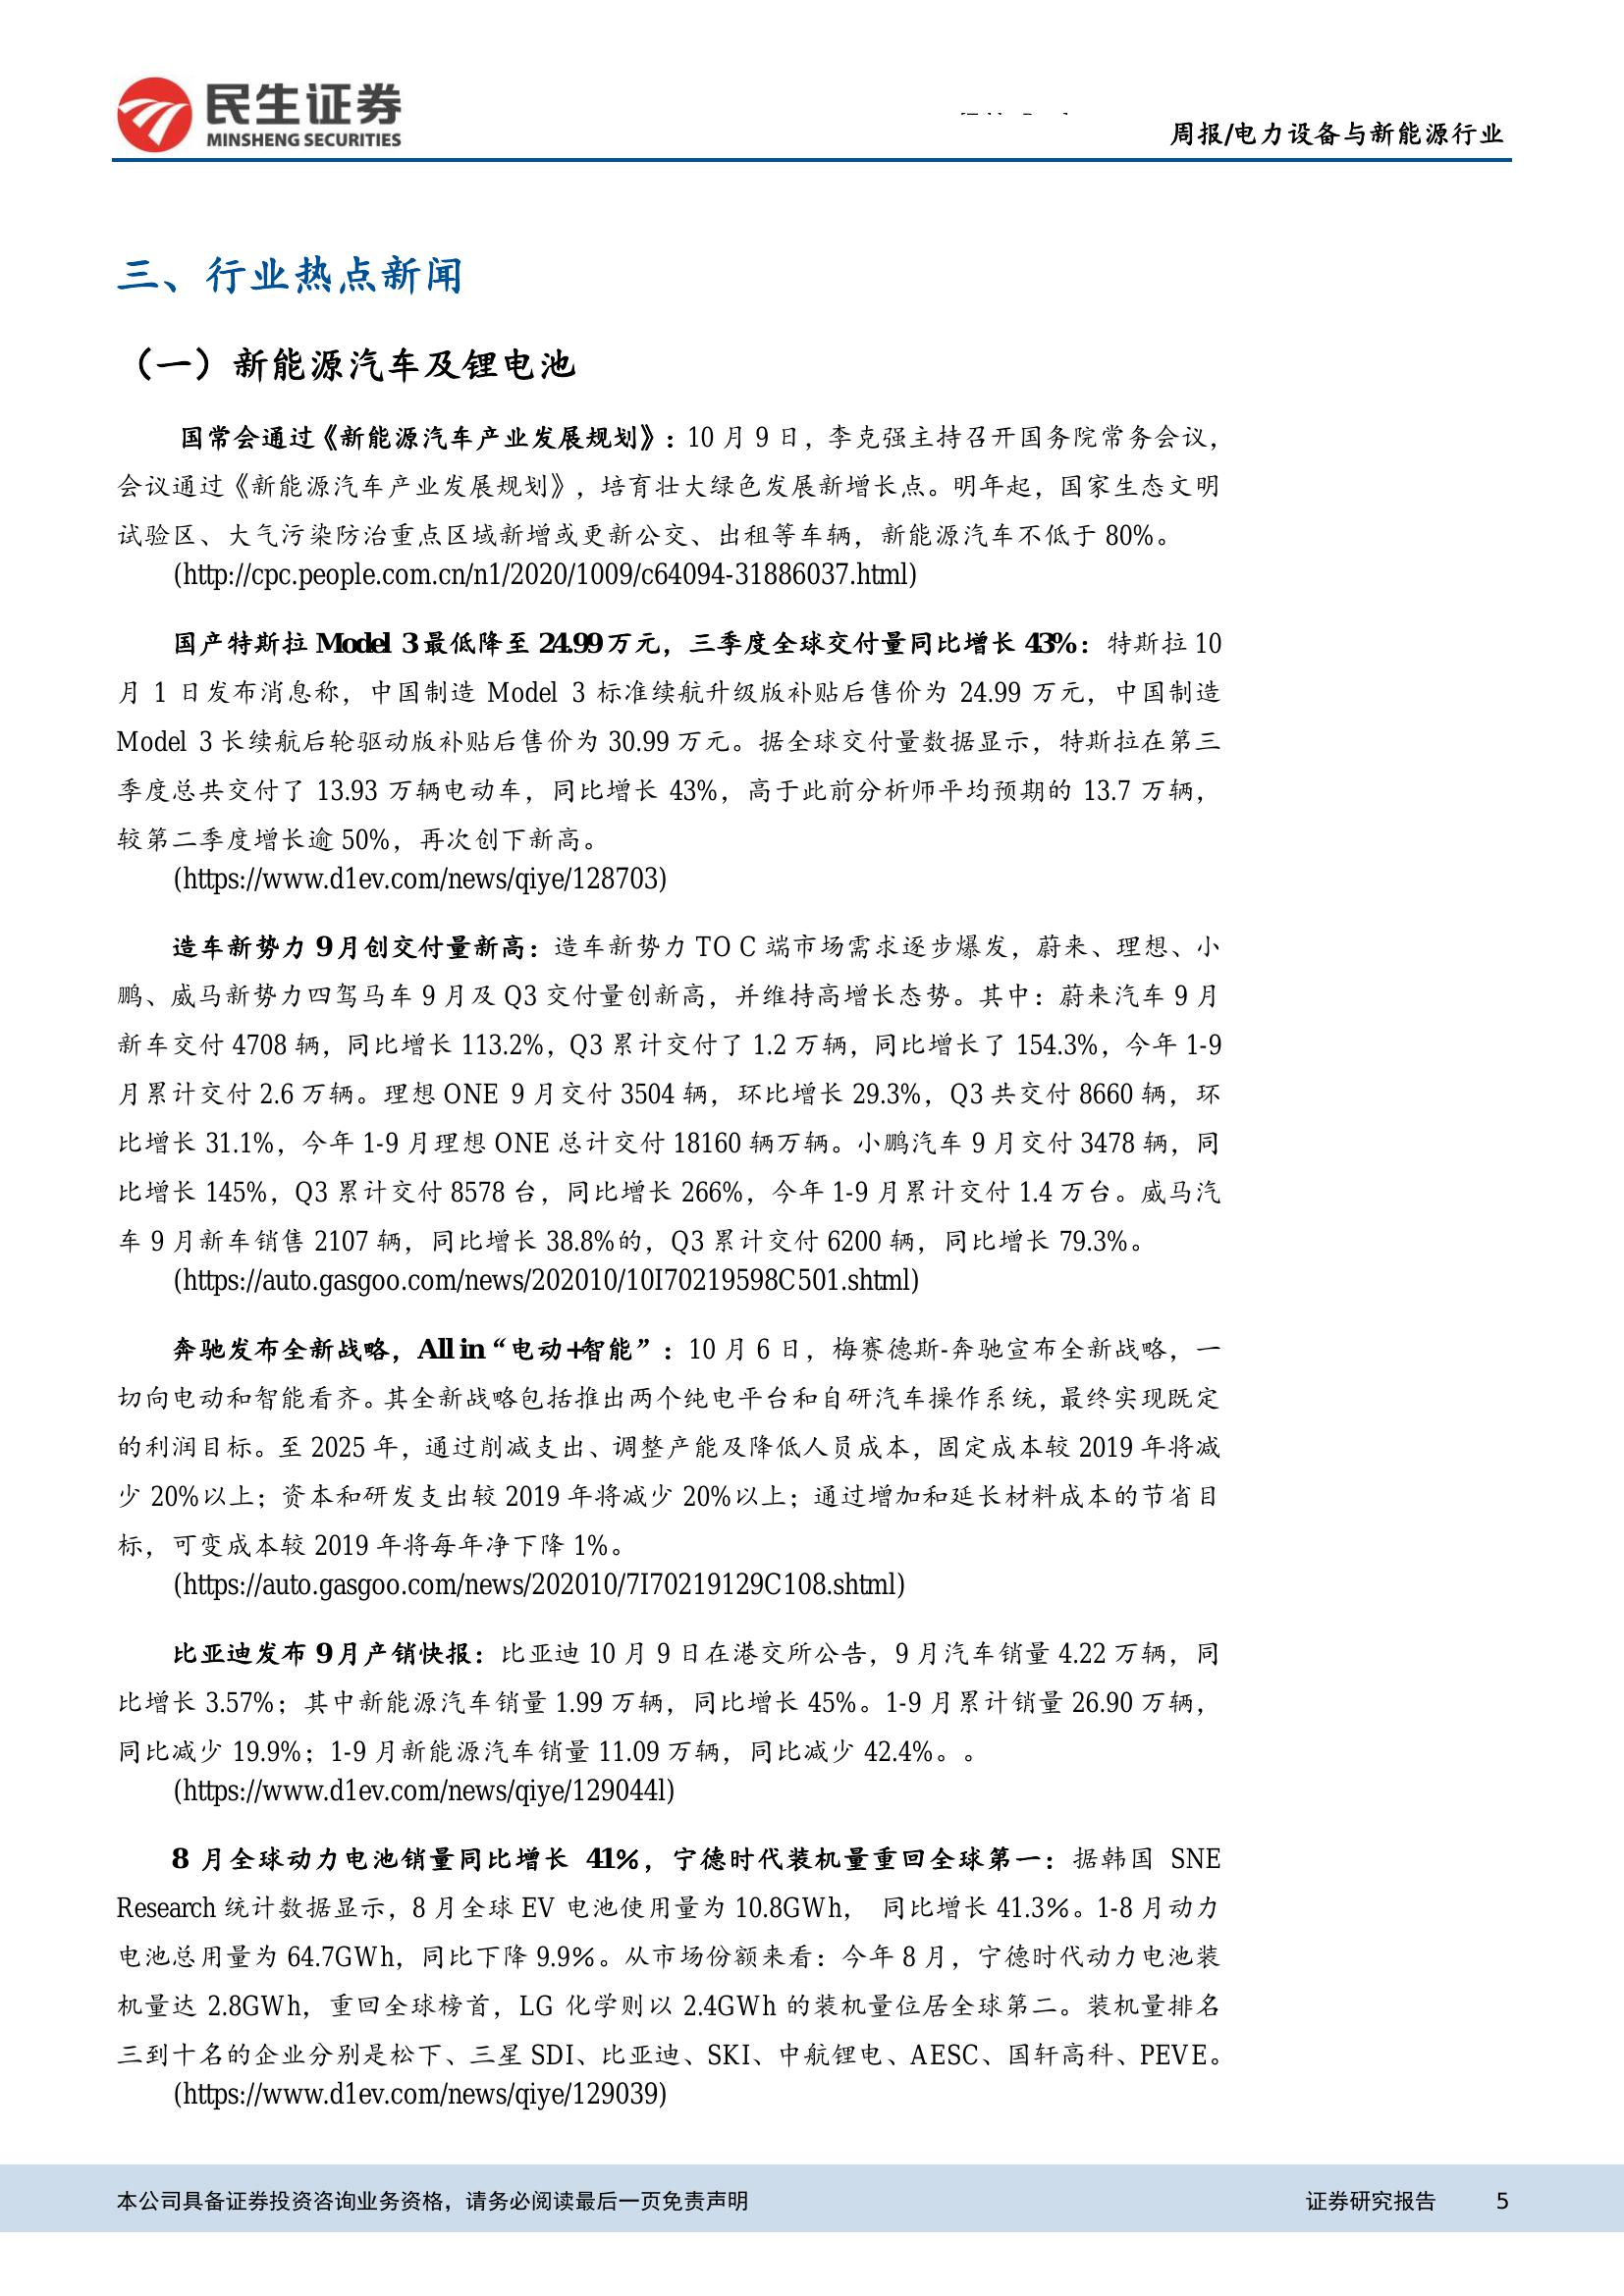 民生证券
MINSHENG SECURITIES
周报/电力设备与新能源行业
三、行业热点新闻
（一）新能源汽车及锂电池
国常会通过《新能源汽车产业发展规划》：10 月 9 日，李克强主持召开国务院常务会议，
会议通过《新能源汽车产业发展规划》，培育壮大绿色发展新增长点。明年起，国家生态文明
试验区、大气污染防治重点区域新增或更新公交、出租等车辆，新能源汽车不低于 80%。
(http://cpc.people.com.cn/n1/2020/1009/c64094-31886037.html)
国产特斯拉 Model 3 最低降至 24.99 万元，三季度全球交付量同比增长 43%：特斯拉 10
月 1 日发布消息称，中国制造 Model 3 标准续航升级版补贴后售价为 24.99 万元，中国制造
Model 3 长续航后轮驱动版补贴后售价为 30.99 万元。据全球交付量数据显示，特斯拉在第三
季度总共交付了 13.93 万辆电动车，同比增长 43%，高于此前分析师平均预期的 13.7 万辆，
较第二季度增长逾 50%，再次创下新高。
(https://www.d1ev.com/news/qiye/128703)
造车新势力 9 月创交付量新高：造车新势力 TO C 端市场需求逐步爆发，蔚来、理想、小
鹏、威马新势力四驾马车 9 月及 Q3 交付量创新高，并维持高增长态势。其中：蔚来汽车 9 月
新车交付 4708 辆，同比增长 113.2%，Q3 累计交付了 1.2 万辆，同比增长了 154.3%，今年 1-9
月累计交付 2.6 万辆。理想 ONE 9 月交付 3504 辆，环比增长 29.3%，Q3 共交付 8660 辆，环
比增长 31.1%，今年 1-9 月理想 ONE 总计交付 18160 辆万辆。小鹏汽车 9 月交付 3478 辆，同
比增长 145%，Q3 累计交付 8578 台，同比增长 266%，今年 1-9 月累计交付 1.4 万台。威马汽
车 9 月新车销售 2107 辆，同比增长 38.8%的，Q3 累计交付 6200 辆，同比增长 79.3%。
(https://auto.gasgoo.com/news/202010/10I70219598C501.shtml)
奔驰发布全新战略，All in “电动+智能”：10 月 6 日，梅赛德斯-奔驰宣布全新战略，一
切向电动和智能看齐。其全新战略包括推出两个纯电平台和自研汽车操作系统，最终实现既定
的利润目标。至 2025 年，通过削减支出、调整产能及降低人员成本，固定成本较 2019 年将减
少 20%以上；资本和研发支出较 2019 年将减少 20%以上；通过增加和延长材料成本的节省目
标，可变成本较 2019 年将每年净下降 1%。
(https://auto.gasgoo.com/news/202010/7I70219129C108.shtml)
比亚迪发布 9 月产销快报：比亚迪 10 月 9 日在港交所公告，9 月汽车销量 4.22 万辆，同
比增长 3.57%；其中新能源汽车销量 1.99 万辆，同比增长 45%。1-9 月累计销量 26.90 万辆，
同比减少 19.9%；1-9 月新能源汽车销量 11.09 万辆，同比减少 42.4%。。
(https://www.d1ev.com/news/qiye/129044l)
8 月全球动力电池销量同比增长 41%，宁德时代装机量重回全球第一：据韩国 SNE
Research 统计数据显示，8 月全球 EV 电池使用量为 10.8GWh， 同比增长 41.3%。1-8 月动力
电池总用量为 64.7GWh，同比下降 9.9%。从市场份额来看：今年 8 月，宁德时代动力电池装
机量达 2.8GWh，重回全球榜首，LG 化学则以 2.4GWh 的装机量位居全球第二。装机量排名
三到十名的企业分别是松下、三星 SDI、比亚迪、SKI、中航锂电、AESC、国轩高科、PEVE。
(https://www.d1ev.com/news/qiye/129039)
本公司具备证券投资咨询业务资格，请务必阅读最后一页免责声明
证券研究报告 5